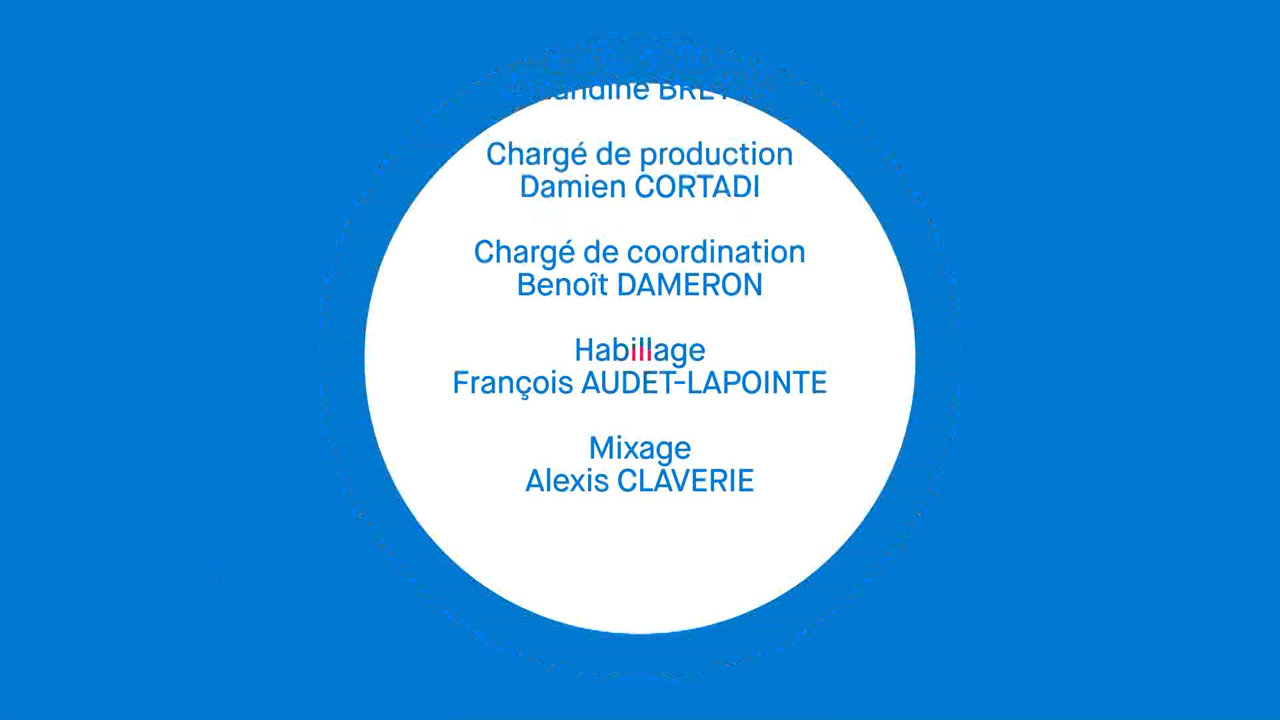 Chargé de production
Damien CORTADI
Chargé de coordination
Benoît DAMERON
Habillage
François AUDET-LAPOINTE
Mixage
Alexis CLAVERIE